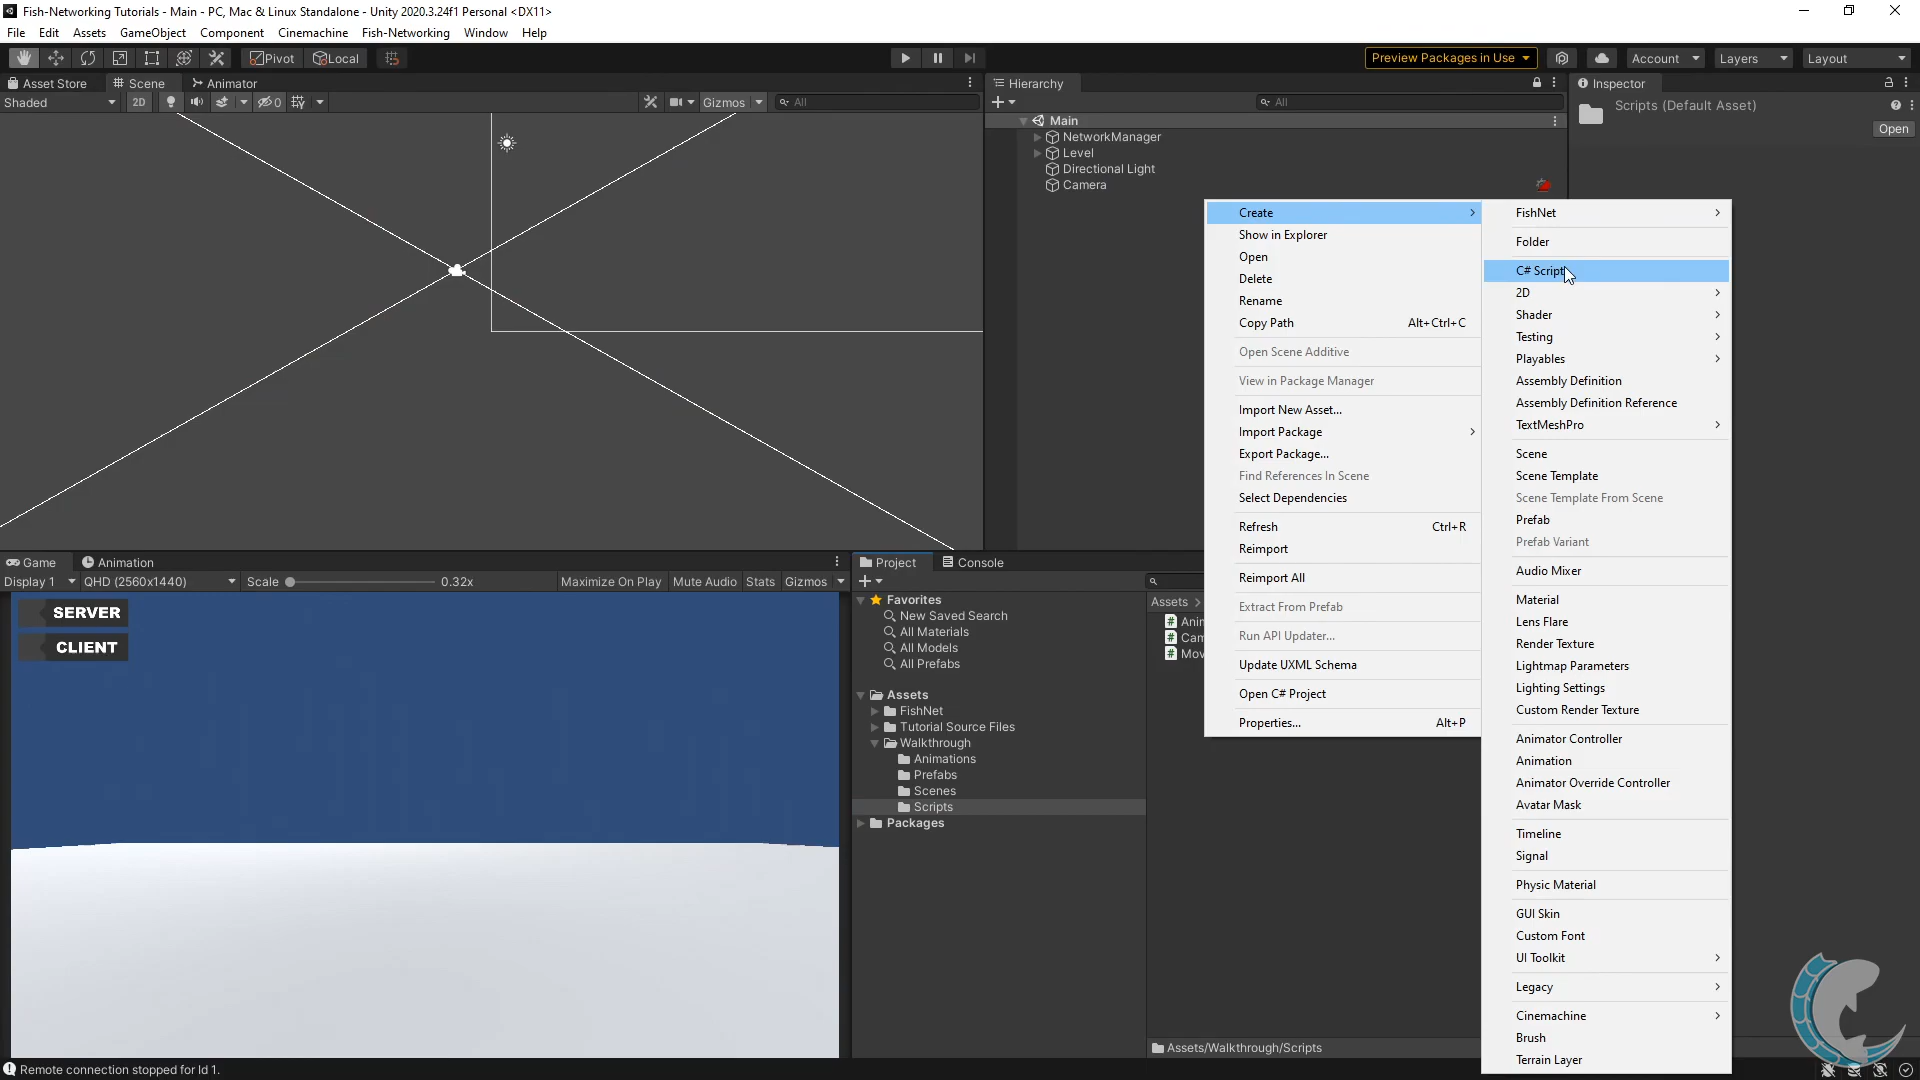 Fish-Networking Tutorials - Main - PC, Mac & Linux Standalone - Unity 2020.3.24f1 Personal <DX11>
File Edit Assets GameObject Component Cinemachine Fish-Networking Window Help
Pivot Local Preview Packages in Use Account Layers Layout
Asset Store Scene Animator
Shaded 2D 0 Gizmos All
Hierarchy
All
Main
NetworkManager
Level
Directional Light
Camera
Inspector
Scripts (Default Asset)
Open
Create
Show in Explorer
Open
Delete
Rename
Copy Path Alt+Ctrl+C
Open Scene Additive
View in Package Manager
Import New Asset...
Import Package
Export Package...
Find References In Scene
Select Dependencies
Refresh Ctrl+R
Reimport
Reimport All
Extract From Prefab
Run API Updater...
Update UXML Schema
Open C# Project
Properties... Alt+P
FishNet
Folder
C# Script
2D
Shader
Testing
Playables
Assembly Definition
Assembly Definition Reference
TextMeshPro
Scene
Scene Template
Scene Template From Scene
Prefab
Prefab Variant
Audio Mixer
Material
Lens Flare
Render Texture
Lightmap Parameters
Lighting Settings
Custom Render Texture
Animator Controller
Animation
Animator Override Controller
Avatar Mask
Timeline
Signal
Physic Material
GUI Skin
Custom Font
UI Toolkit
Legacy
Cinemachine
Brush
Terrain Layer
Game Animation
Display 1 QHD (2560x1440) Scale 0.32x Maximize On Play Mute Audio Stats Gizmos
SERVER
CLIENT
Project Console
Favorites
New Saved Search
All Materials
All Models
All Prefabs
Assets
FishNet
Tutorial Source Files
Walkthrough
Animations
Prefabs
Scenes
Scripts
Packages
Assets >
Anim
Cam
Mov
Assets/Walkthrough/Scripts
Remote connection stopped for Id 1.